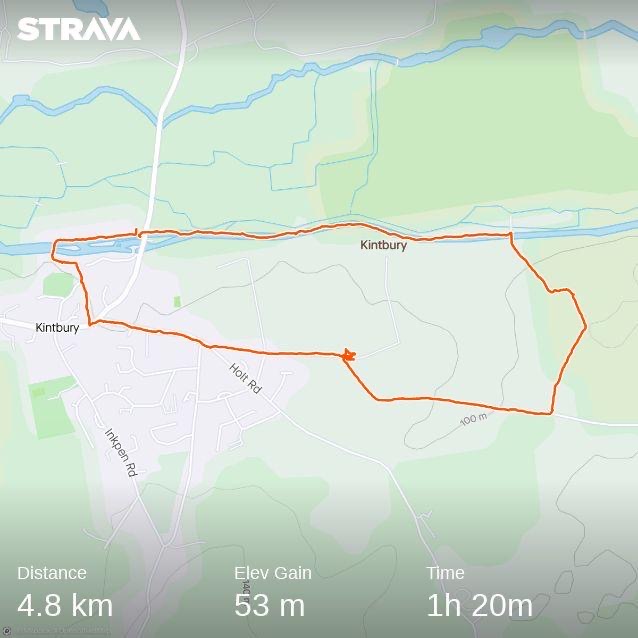 STRAVA
Kintbury
Kintbury
Holt Rd
100 m
Inkpen Rd
Distance
Elev Gain
Time
4.8 km
53 m
1h 20m